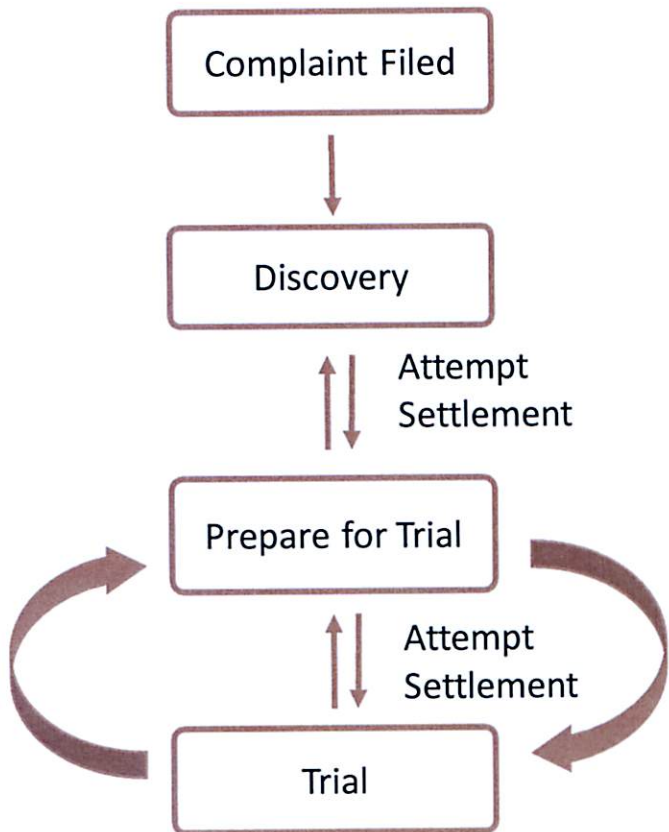 Complaint Filed
Discovery
Attempt
Settlement
Prepare for Trial
Attempt
Settlement
Trial